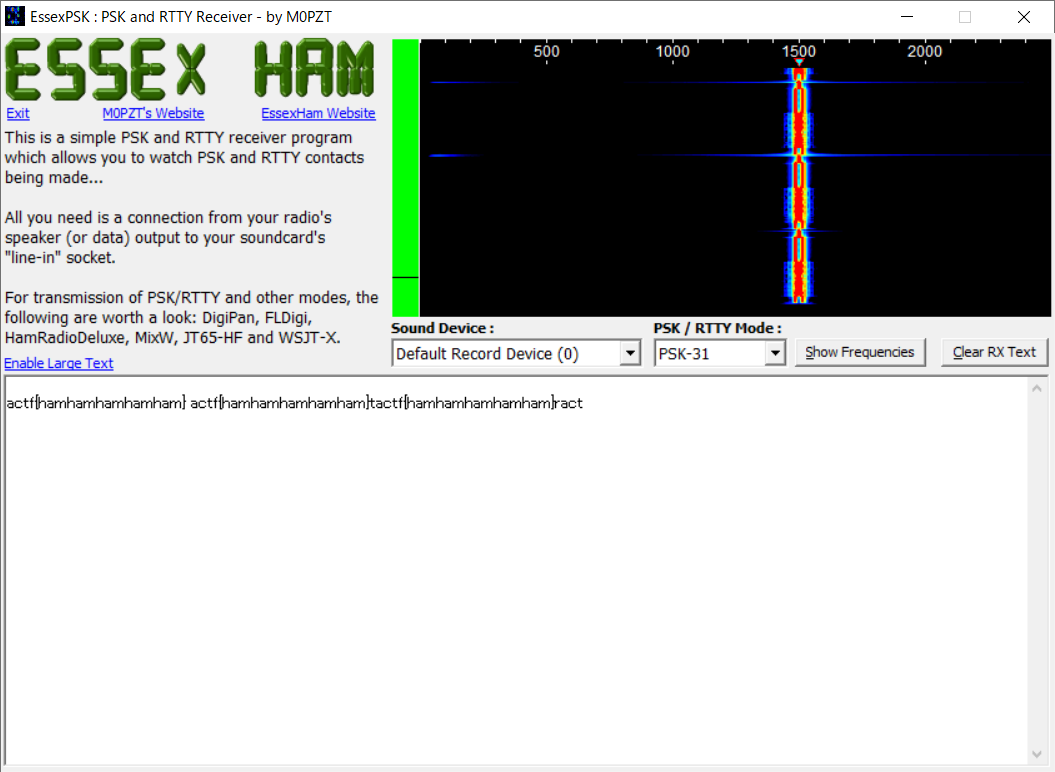 EssexPSK : PSK and RTTY Receiver - by M0PZT
ESSEX HAM
Exit M0PZT's Website EssexHam Website
This is a simple PSK and RTTY receiver program
which allows you to watch PSK and RTTY contacts
being made...
All you need is a connection from your radio's
speaker (or data) output to your soundcard's
"line-in" socket.
For transmission of PSK/RTTY and other modes, the
following are worth a look: DigiPan, FLDigi,
HamRadioDeluxe, MixW, JT65-HF and WSJT-X.
Enable Large Text
500 1000 1500 2000
Sound Device : PSK / RTTY Mode :
Default Record Device (0) PSK-31 Show Frequencies Clear RX Text
actf{hamhamhamhamham} actf{hamhamhamhamham}tactf{hamhamhamhamham}ract